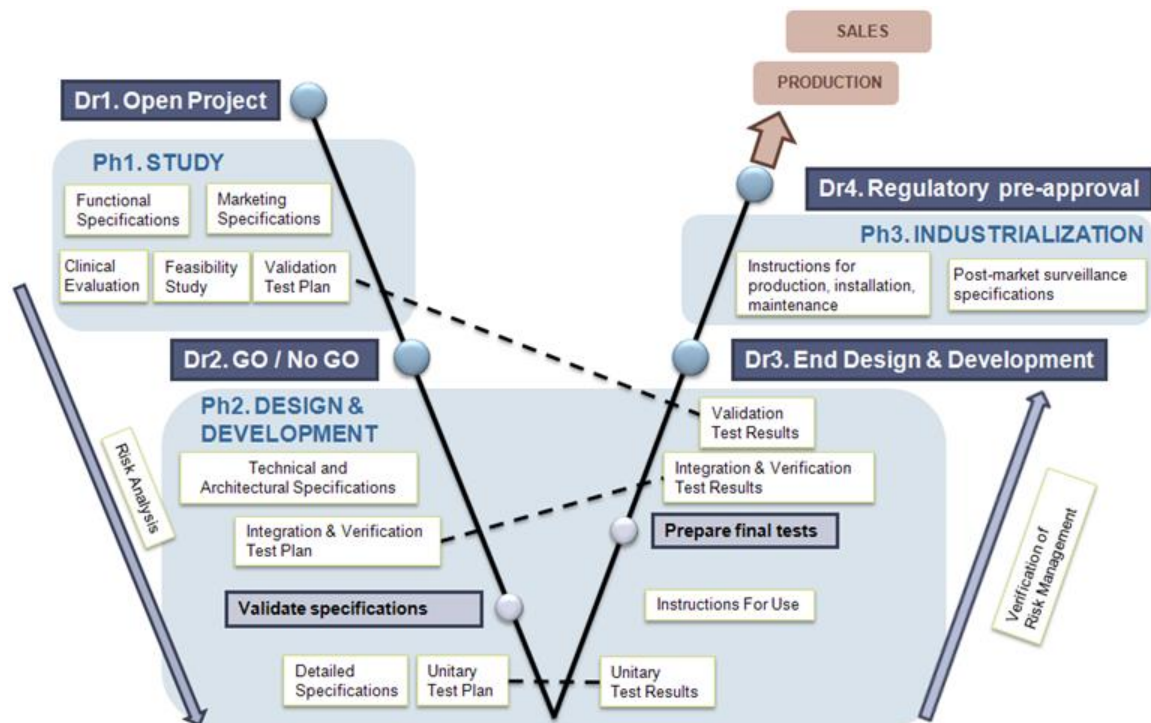 SALES
PRODUCTION
Dr1. Open Project
Ph1. STUDY
Functional
Specifications
Marketing
Specifications
Clinical
Evaluation
Feasibility
Study
Validation
Test Plan
Dr4. Regulatory pre-approval
Ph3. INDUSTRIALIZATION
Instructions for
production, installation,
maintenance
Post-market surveillance
specifications
Dr2. GO / No GO
Dr3. End Design & Development
Ph2. DESIGN &
DEVELOPMENT
Technical and
Architectural Specifications
Integration & Verification
Test Plan
Validate specifications
Detailed
Specifications
Unitary
Test Plan
Validation
Test Results
Integration & Verification
Test Results
Prepare final tests
Instructions For Use
Unitary
Test Results
Risk Analysis
Verification of
Risk Management